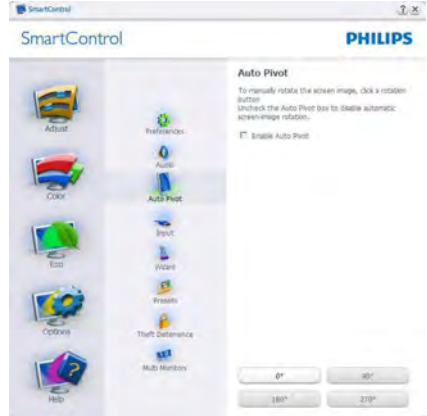 SmartControl
? x
SmartControl
PHILIPS
Adjust
Color
Eco
Options
Help
Preferences
Audio
Auto Pivot
Input
Wizard
Presets
Theft Deterrence
Multi Monitors
Auto Pivot
To manually rotate the screen image, click a rotation
button
Uncheck the Auto Pivot box to disable automatic
screen-image rotation.
Enable Auto Pivot
0°
90°
180°
270°